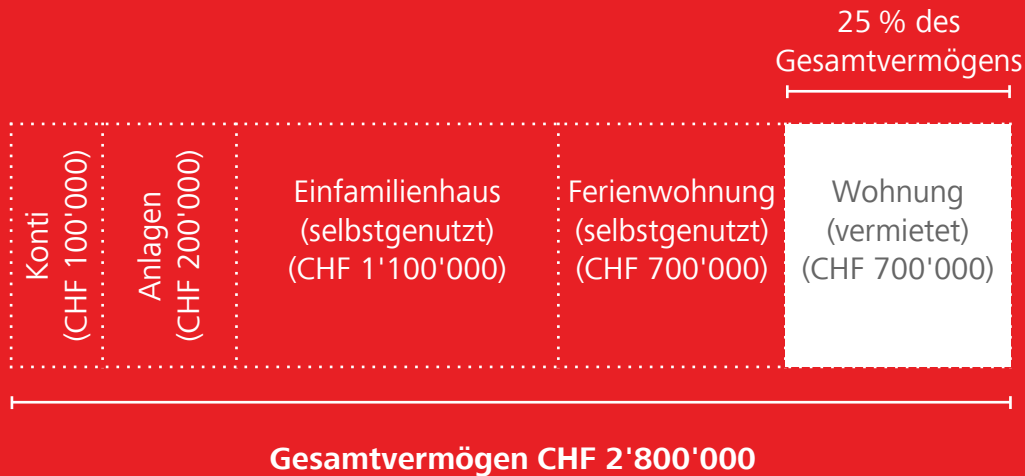 25 % des
Gesamtvermögens
Konti
(CHF 100'000)
Anlagen
(CHF 200'000)
Einfamilienhaus
(selbstgenutzt)
(CHF 1'100'000)
Ferienwohnung
(selbstgenutzt)
(CHF 700'000)
Wohnung
(vermietet)
(CHF 700'000)
Gesamtvermögen CHF 2'800'000